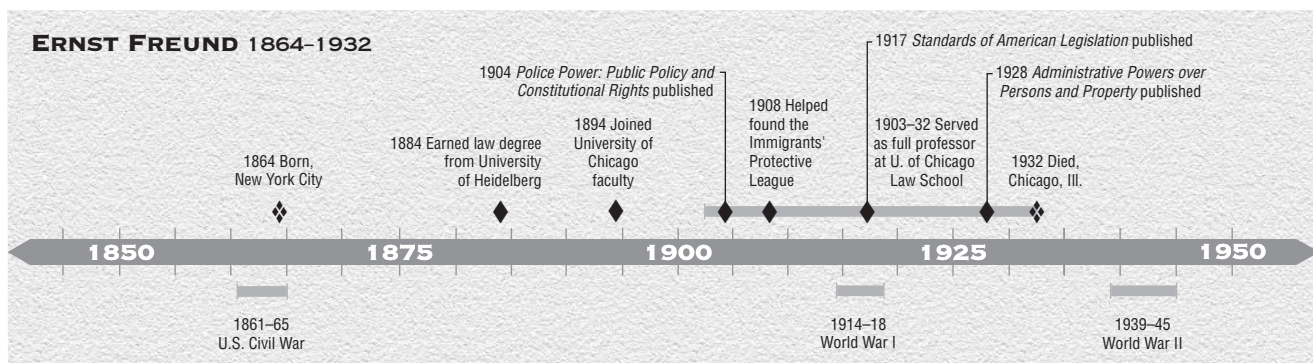 ERNST FREUND 1864–1932
1917 Standards of American Legislation published
1904 Police Power: Public Policy and
Constitutional Rights published
1928 Administrative Powers over
Persons and Property published
1864 Born,
New York City
1884 Earned law degree
from University
of Heidelberg
1894 Joined
University of
Chicago
faculty
1908 Helped
found the
Immigrants'
Protective
League
1903–32 Served
as full professor
at U. of Chicago
Law School
1932 Died,
Chicago, Ill.
1850 1875 1900 1925 1950
1861–65
U.S. Civil War
1914–18
World War I
1939–45
World War II